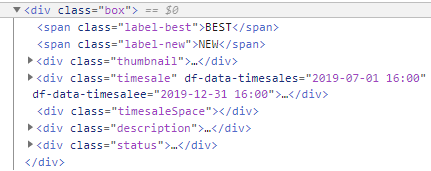 ▼<div class="box"> == $0
<span class="label-best">BEST</span>
<span class="label-new">NEW</span>
▶<div class="thumbnail">…</div>
▶<div class="timesale" df-data-timesales="2019-07-01 16:00"
df-data-timesalee="2019-12-31 16:00">…</div>
<div class="timesaleSpace"></div>
▶<div class="description">…</div>
▶<div class="status">…</div>
</div>